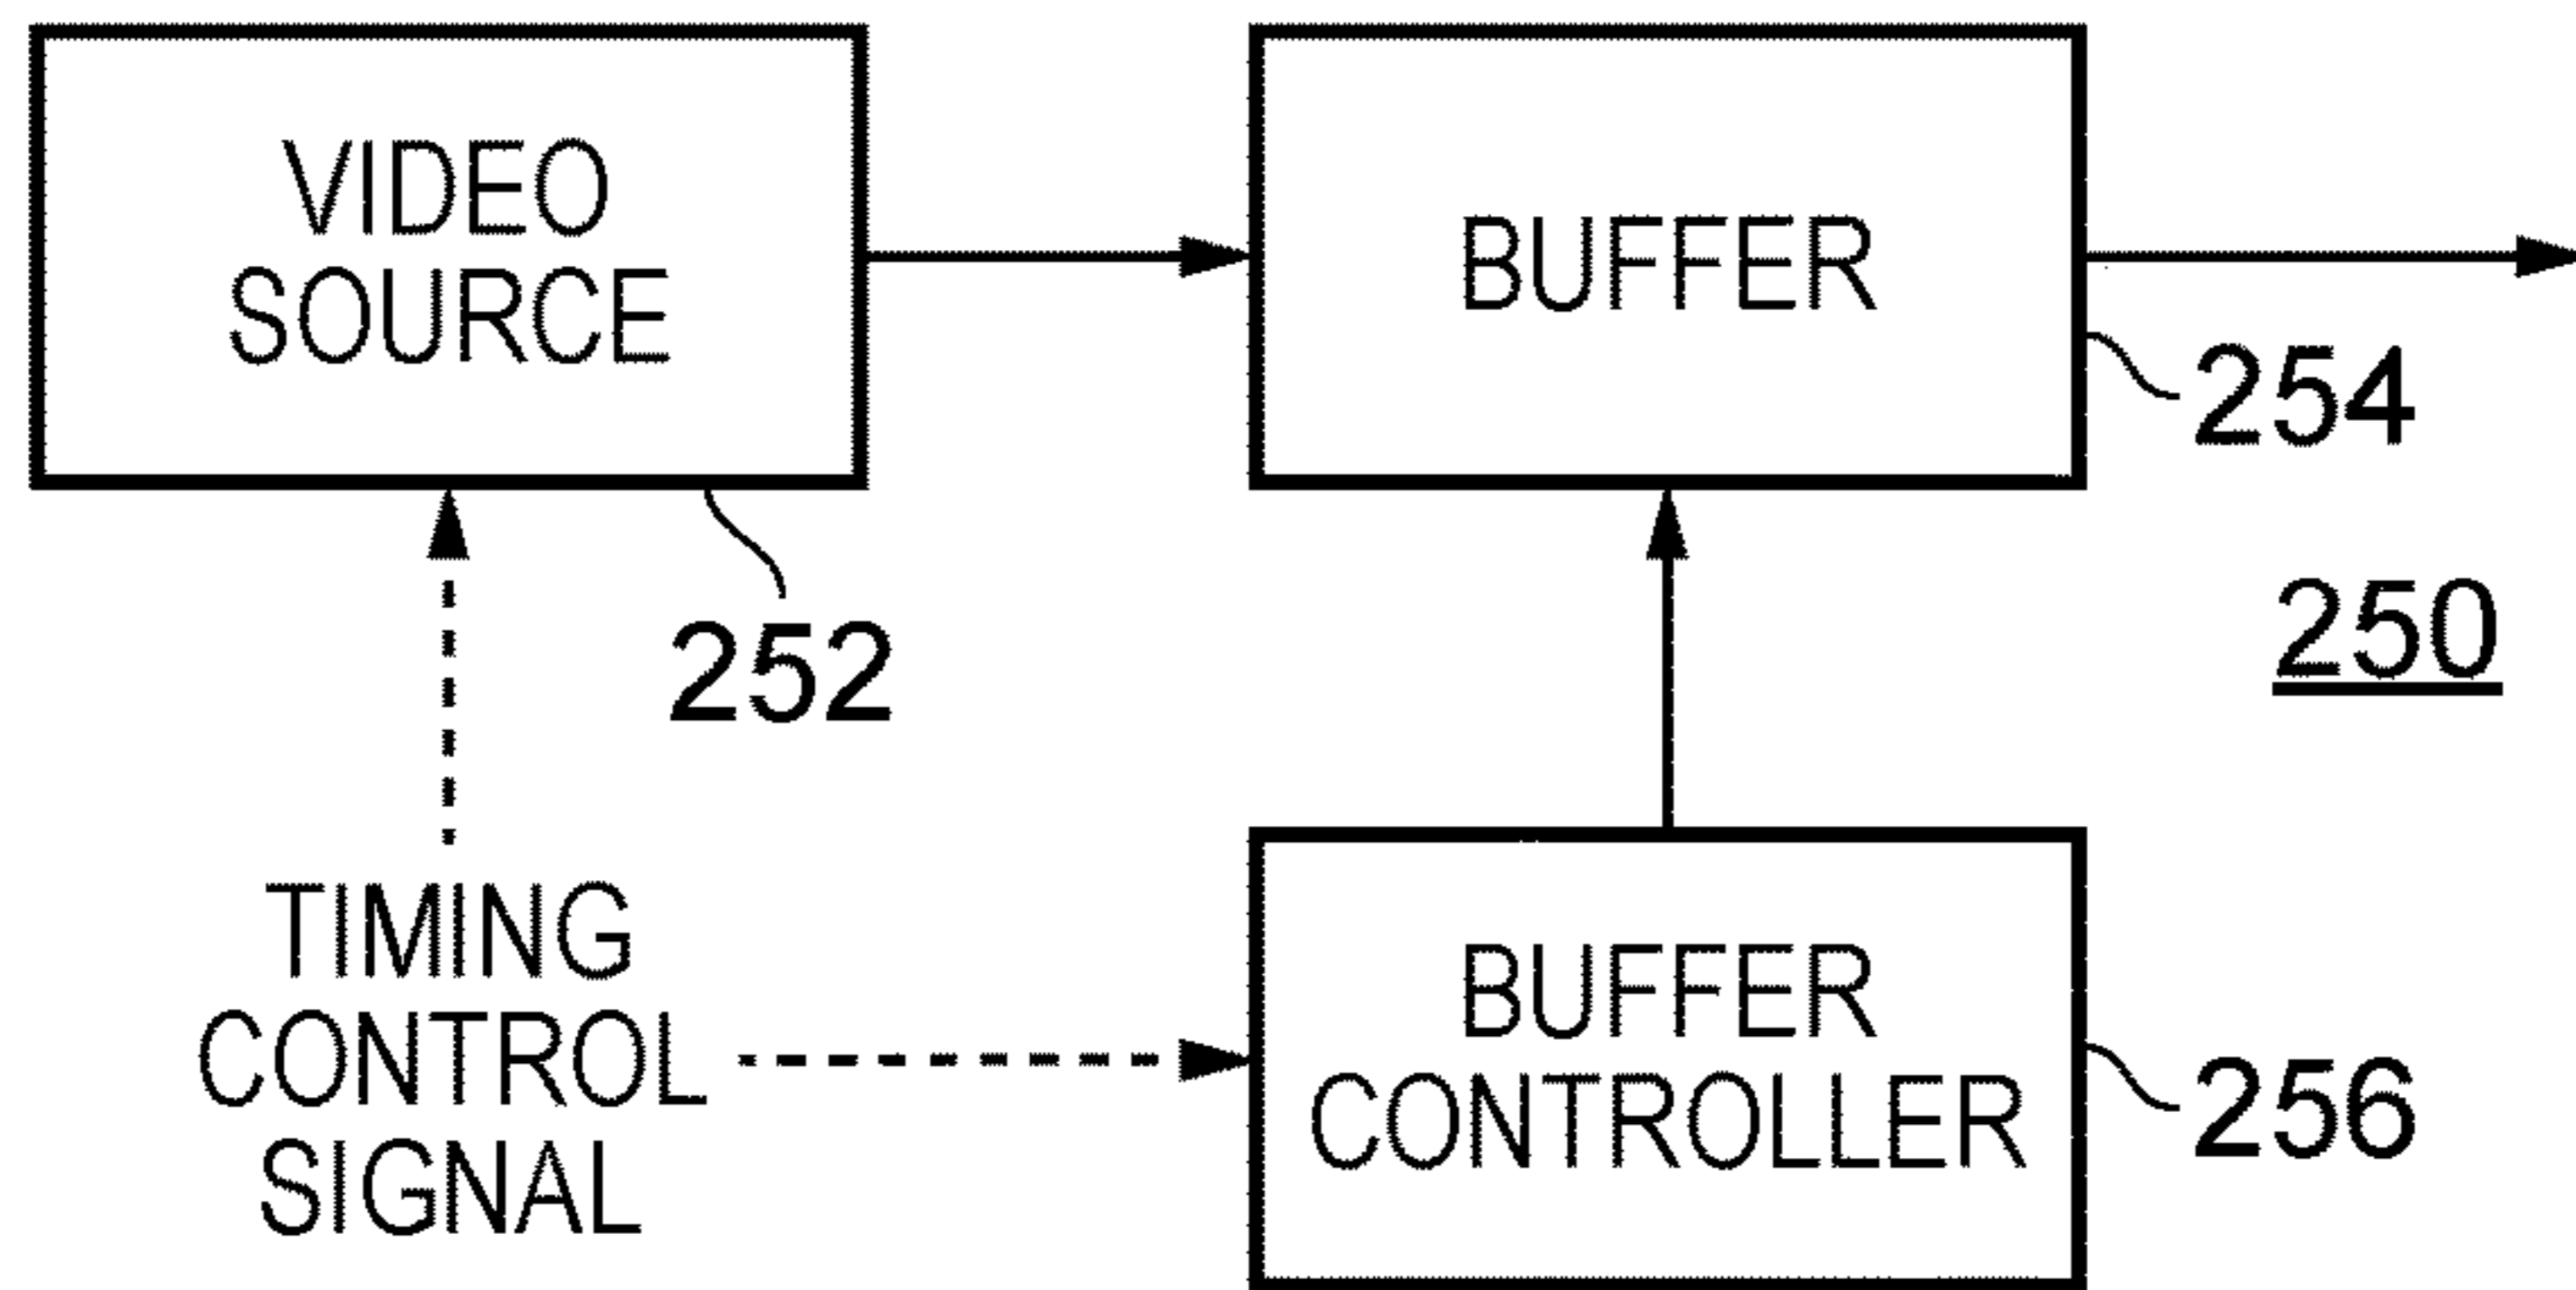 VIDEO
SOURCE
BUFFER
254
252
250
TIMING
CONTROL
SIGNAL
BUFFER
CONTROLLER
256